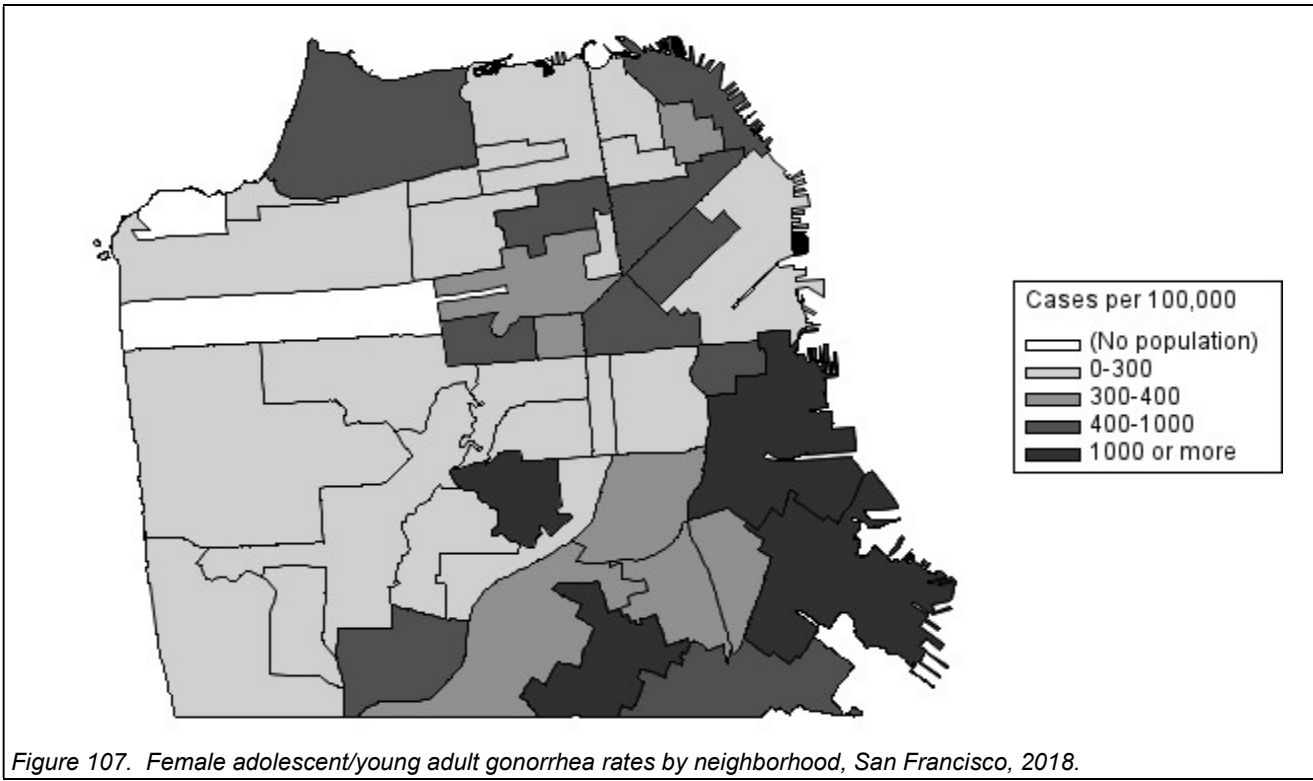 Cases per 100,000
(No population)
0-300
300-400
400-1000
1000 or more
Figure 107.  Female adolescent/young adult gonorrhea rates by neighborhood, San Francisco, 2018.